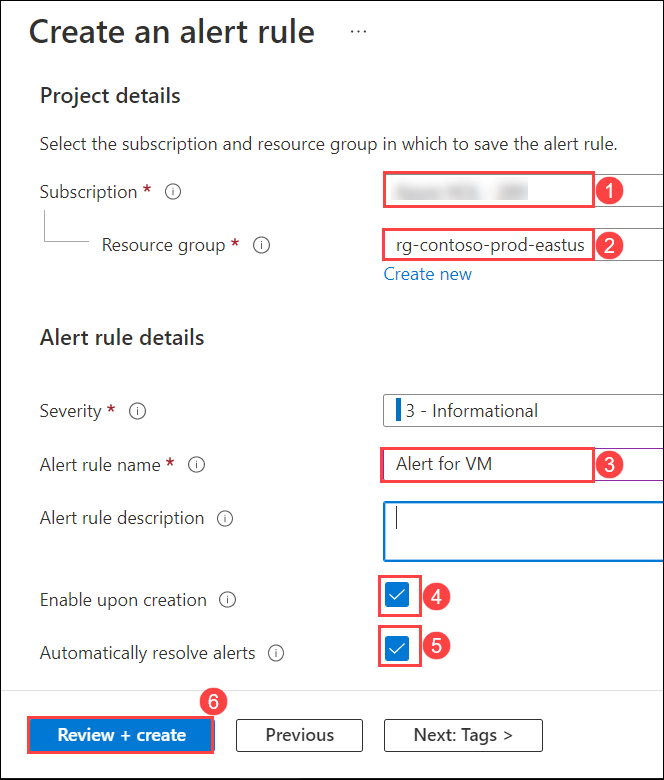 Create an alert rule ...
Project details
Select the subscription and resource group in which to save the alert rule.
Subscription * i
1
Resource group * i
rg-contoso-prod-eastus 2
Create new
Alert rule details
Severity * i
3 - Informational
Alert rule name * i
Alert for VM 3
Alert rule description i
Enable upon creation i
4
Automatically resolve alerts i
5
6
Review + create Previous Next: Tags >